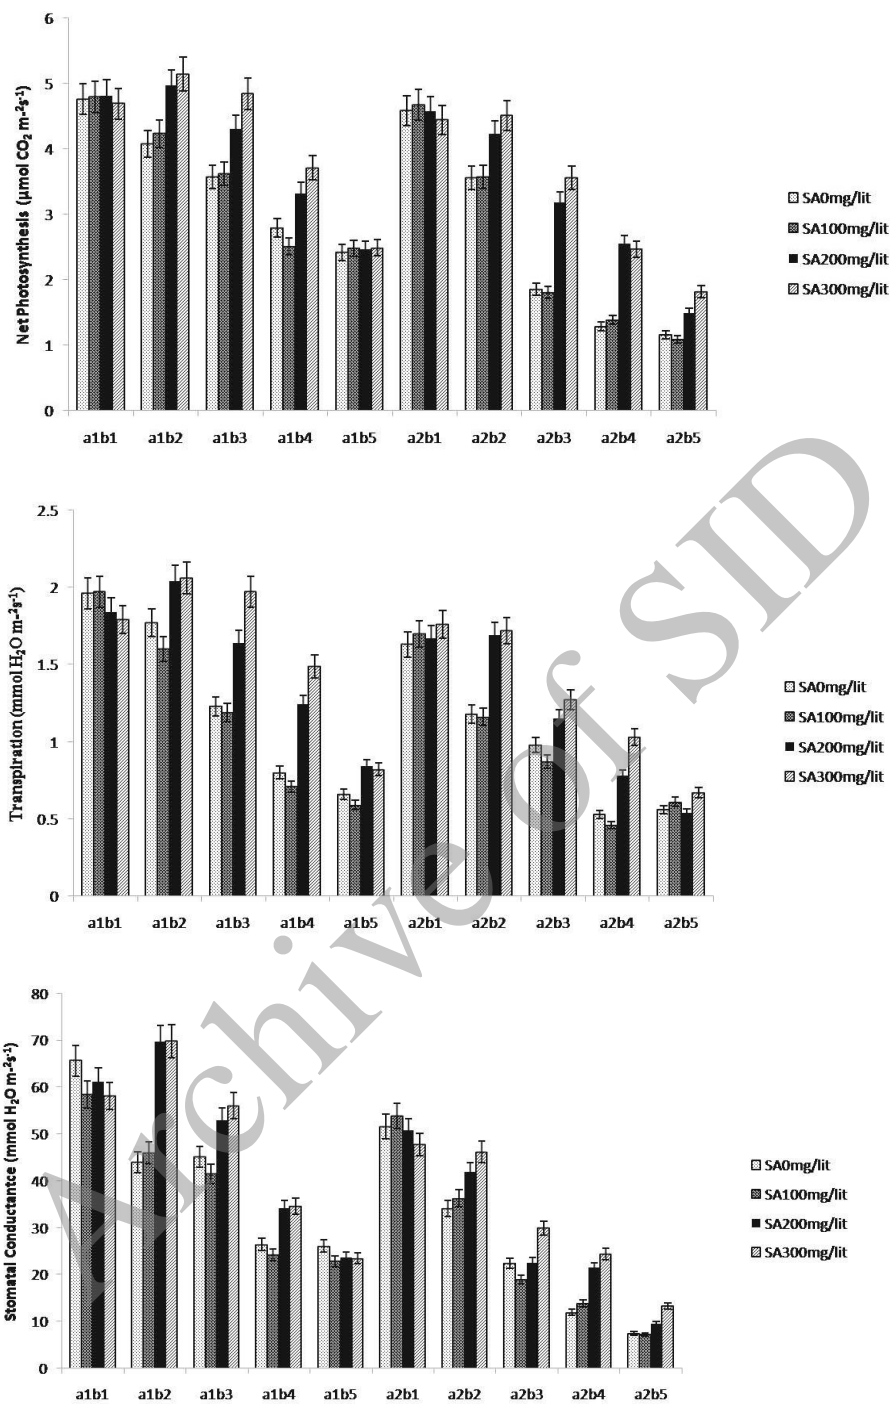 Net Photosynthesis (µmol CO₂ m-²s-¹)
6
5
4
3
2
1
0
a1b1 a1b2 a1b3 a1b4 a1b5 a2b1 a2b2 a2b3 a2b4 a2b5
SA0mg/lit
SA100mg/lit
SA200mg/lit
SA300mg/lit
Transpiration (mmol H₂O m-²s-¹)
2.5
2
1.5
1
0.5
0
a1b1 a1b2 a1b3 a1b4 a1b5 a2b1 a2b2 a2b3 a2b4 a2b5
SA0mg/lit
SA100mg/lit
SA200mg/lit
SA300mg/lit
Stomatal Conductantce (mmol H₂O m-²s-¹)
80
70
60
50
40
30
20
10
0
a1b1 a1b2 a1b3 a1b4 a1b5 a2b1 a2b2 a2b3 a2b4 a2b5
SA0mg/lit
SA100mg/lit
SA200mg/lit
SA300mg/lit
Archive of SID